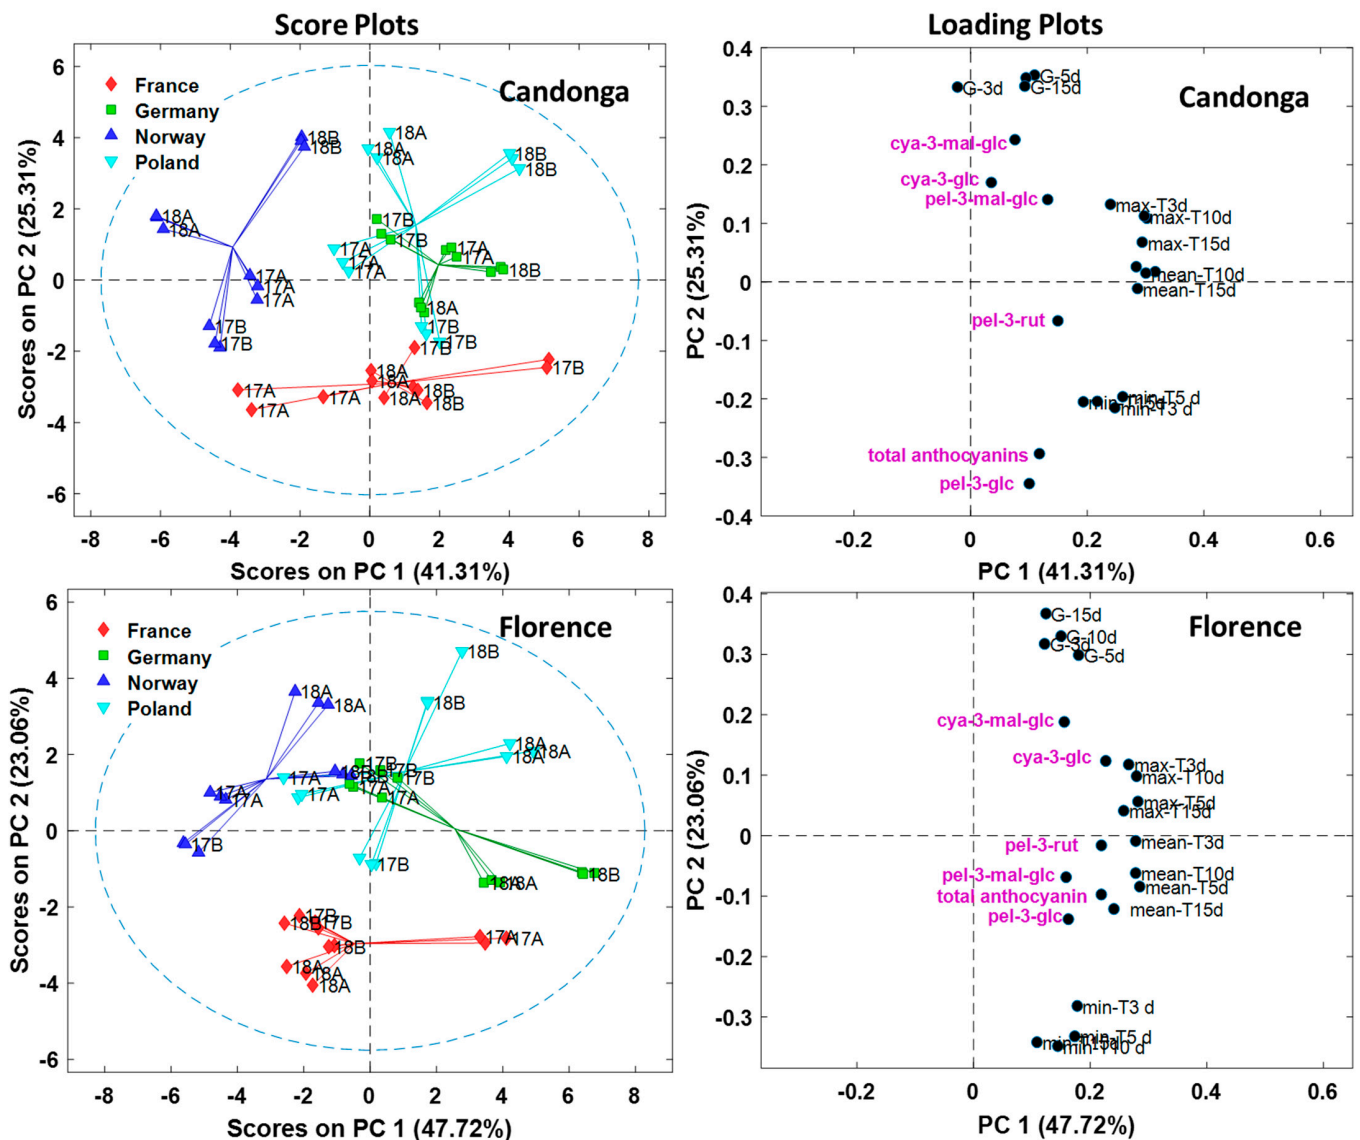 Score Plots
Loading Plots
Candonga
France
Germany
Norway
Poland
18B
18B
18A
18A
17A
17A
17A
17B
17B
18A
18A
18A
18B
18B
17A
17A
17A
17B
17B
17B
17B
17A
17A
18B
18A
17B
17B
18A
18A
18A
18B
18B
17A
17A
17A
17B
6
4
2
0
-2
-4
-6
-8
-6
-4
-2
0
2
4
6
8
Scores on PC 2 (25.31%)
Scores on PC 1 (41.31%)
Candonga
G-3d
G-5d
G-15d
cya-3-mal-glc
cya-3-glc
pel-3-mal-glc
max-T3d
max-T10d
max-T15d
mean-T10d
mean-T15d
pel-3-rut
min-T5 d
min-T15d
min-T3 d
total anthocyanins
pel-3-glc
0.4
0.3
0.2
0.1
0
-0.1
-0.2
-0.3
-0.4
-0.2
0
0.2
0.4
0.6
PC 2 (25.31%)
PC 1 (41.31%)
Florence
France
Germany
Norway
Poland
18B
18B
18A
18A
18A
18A
17A
17A
17B
17A
17A
17B
18B
18B
17B
17B
17A
17A
17B
18A
18A
18B
17B
17B
18B
18B
18A
18A
18A
17A
17A
6
4
2
0
-2
-4
-6
-8
-6
-4
-2
0
2
4
6
8
Scores on PC 2 (23.06%)
Scores on PC 1 (47.72%)
Florence
G-15d
G-10d
G-3d
G-5d
cya-3-mal-glc
cya-3-glc
max-T3d
max-T10d
max-T5d
max-T15d
pel-3-rut
mean-T3d
pel-3-mal-glc
mean-T10d
mean-T5d
total anthocyanin
mean-T15d
pel-3-glc
min-T3 d
min-T5 d
min-T15d
min-T10 d
0.4
0.3
0.2
0.1
0
-0.1
-0.2
-0.3
-0.2
0
0.2
0.4
0.6
PC 2 (23.06%)
PC 1 (47.72%)